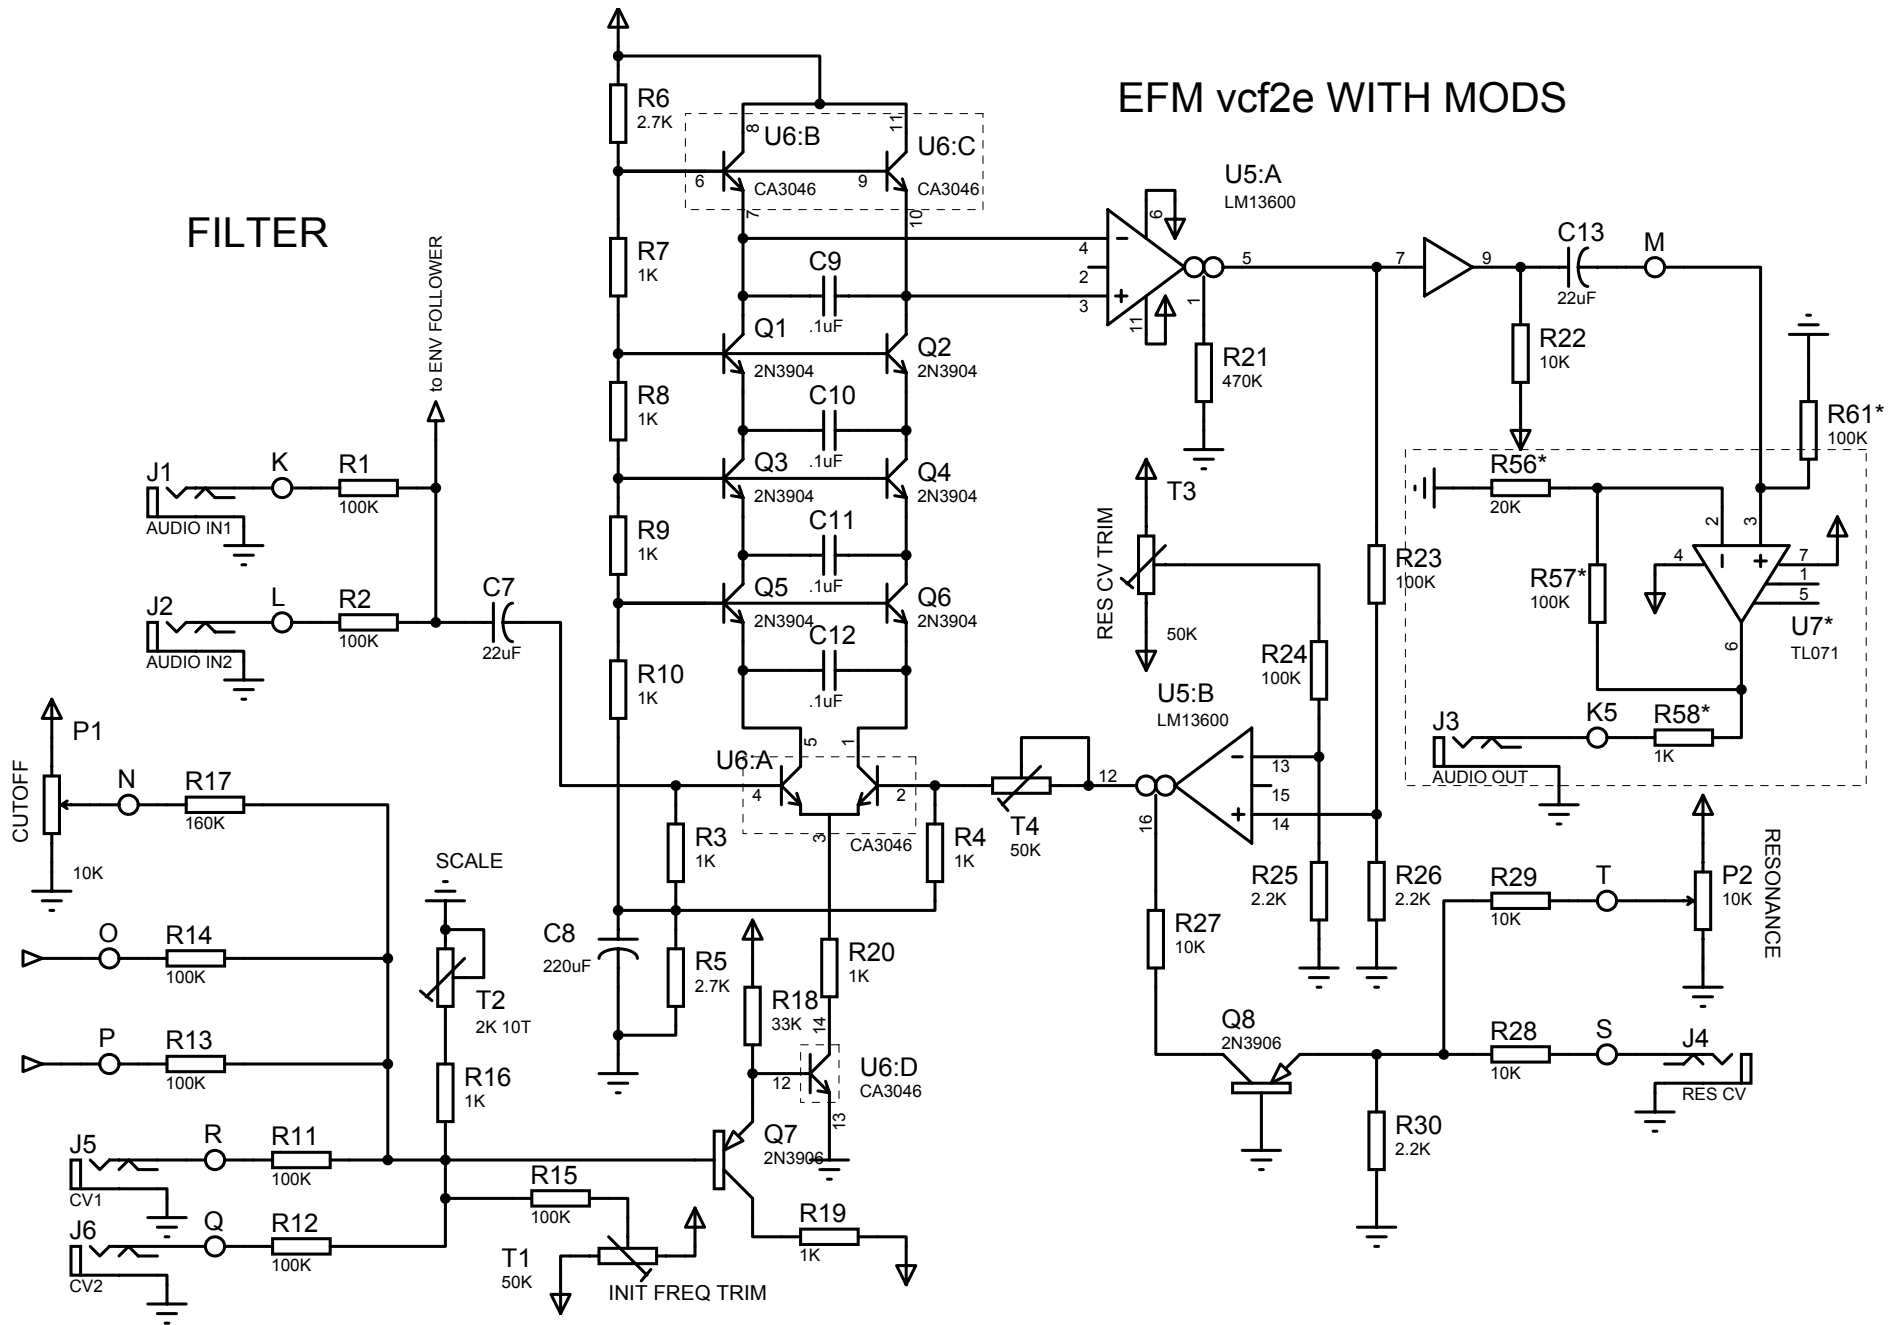 EFM vcf2e WITH MODS
FILTER
R6
2.7K
8
U6:B
11
U6:C
6
CA3046
9
CA3046
7
10
U5:A
LM13600
6
4
2
3
11
1
5
7
9
C13
22uF
M
R7
1K
C9
.1uF
Q1
2N3904
Q2
2N3904
R21
470K
R22
10K
to ENV FOLLOWER
R8
1K
C10
.1uF
R61*
100K
J1
AUDIO IN1
K
R1
100K
Q3
2N3904
Q4
2N3904
T3
RES CV TRIM
50K
R56*
20K
2
3
4
7
1
5
6
R57*
100K
U7*
TL071
R9
1K
C11
.1uF
R23
100K
J2
AUDIO IN2
L
R2
100K
C7
22uF
Q5
2N3904
Q6
2N3904
C12
.1uF
R10
1K
R24
100K
U5:B
LM13600
J3
AUDIO OUT
K5
R58*
1K
P1
CUTOFF
10K
N
R17
160K
U6:A
5
1
4
2
3
CA3046
12
13
15
14
16
T4
50K
R3
1K
R4
1K
SCALE
R25
2.2K
R26
2.2K
R29
10K
T
P2
10K
RESONANCE
O
R14
100K
T2
2K 10T
C8
220uF
R5
2.7K
R20
1K
R27
10K
R18
33K
14
P
R13
100K
R16
1K
12
U6:D
CA3046
13
Q8
2N3906
R28
10K
S
J4
RES CV
J5
CV1
R
R11
100K
Q7
2N3906
R30
2.2K
J6
CV2
Q
R12
100K
R15
100K
R19
1K
T1
50K
INIT FREQ TRIM